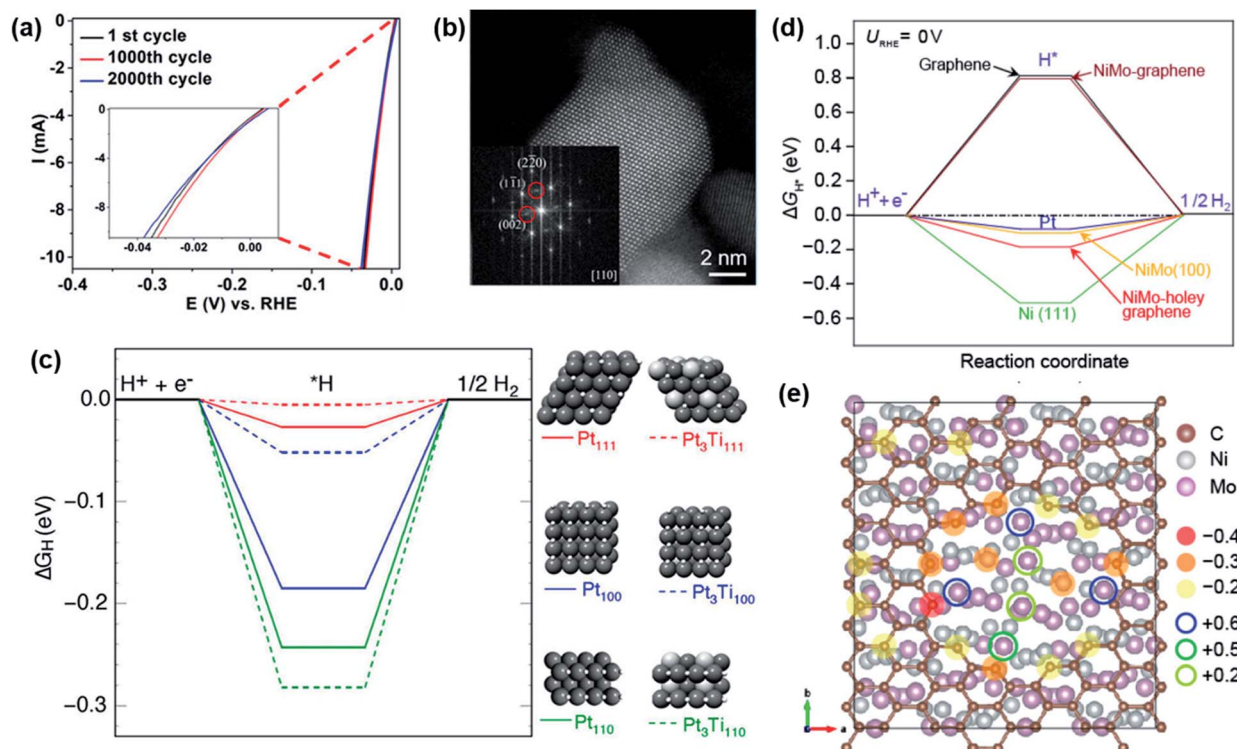 (a)
1 st cycle
1000th cycle
2000th cycle
I (mA)
0
-2
-4
-6
-8
-10
0
-4
-8
-0.04 -0.02 0.00
-0.4 -0.3 -0.2 -0.1 0.0
E (V) vs. RHE
(b)
(22̅0)
(11̅1)
(002)
[110]
2 nm
(c)
H⁺ + e⁻ *H 1/2 H₂
ΔG_H (eV)
0.0
−0.1
−0.2
−0.3
Pt₁₁₁ Pt₃Ti₁₁₁
Pt₁₀₀ Pt₃Ti₁₀₀
Pt₁₁₀ Pt₃Ti₁₁₀
(d)
U_RHE = 0 V
Graphene
H*
NiMo-graphene
ΔG_H* (eV)
1.0
0.8
0.6
0.4
0.2
0.0
−0.2
−0.4
−0.6
H⁺ + e⁻
1/2 H₂
Pt
NiMo(100)
NiMo-holey
graphene
Ni (111)
Reaction coordinate
(e)
C
Ni
Mo
−0.4
−0.3
−0.2
+0.6
+0.5
+0.2
b
a